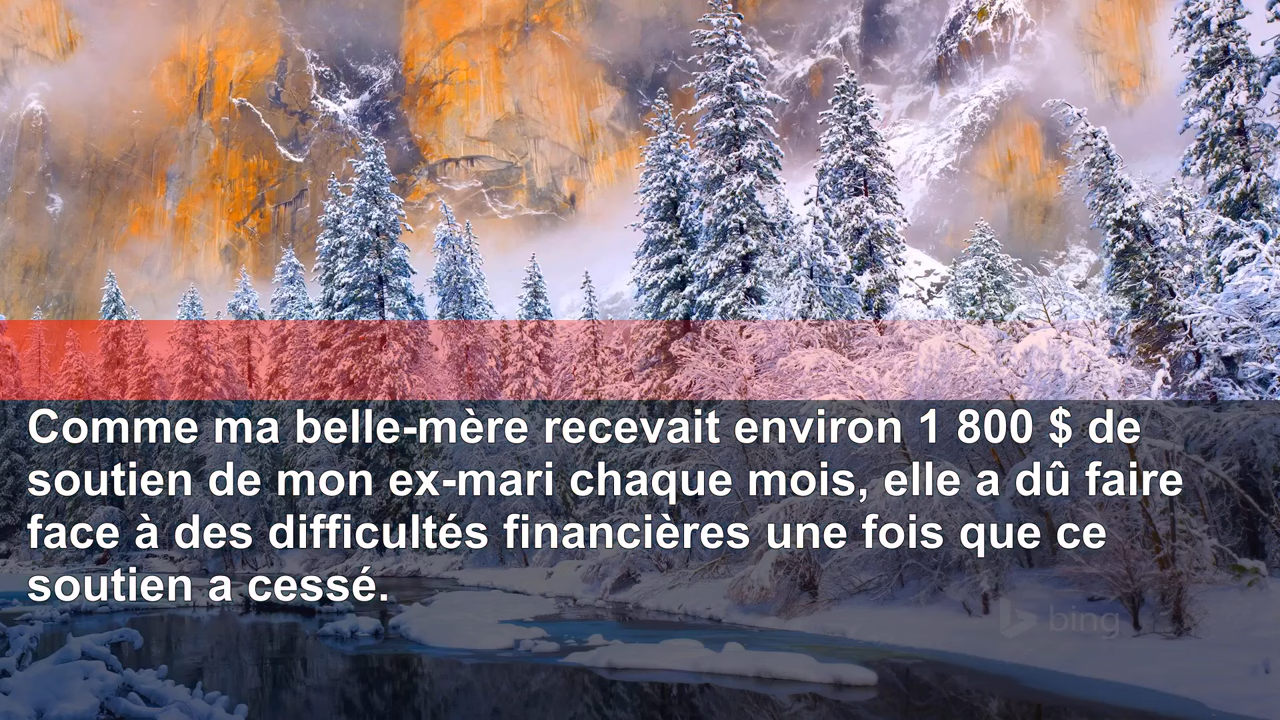 Comme ma belle-mère recevait environ 1 800 $ de
soutien de mon ex-mari chaque mois, elle a dû faire
face à des difficultés financières une fois que ce
soutien a cessé.
bing